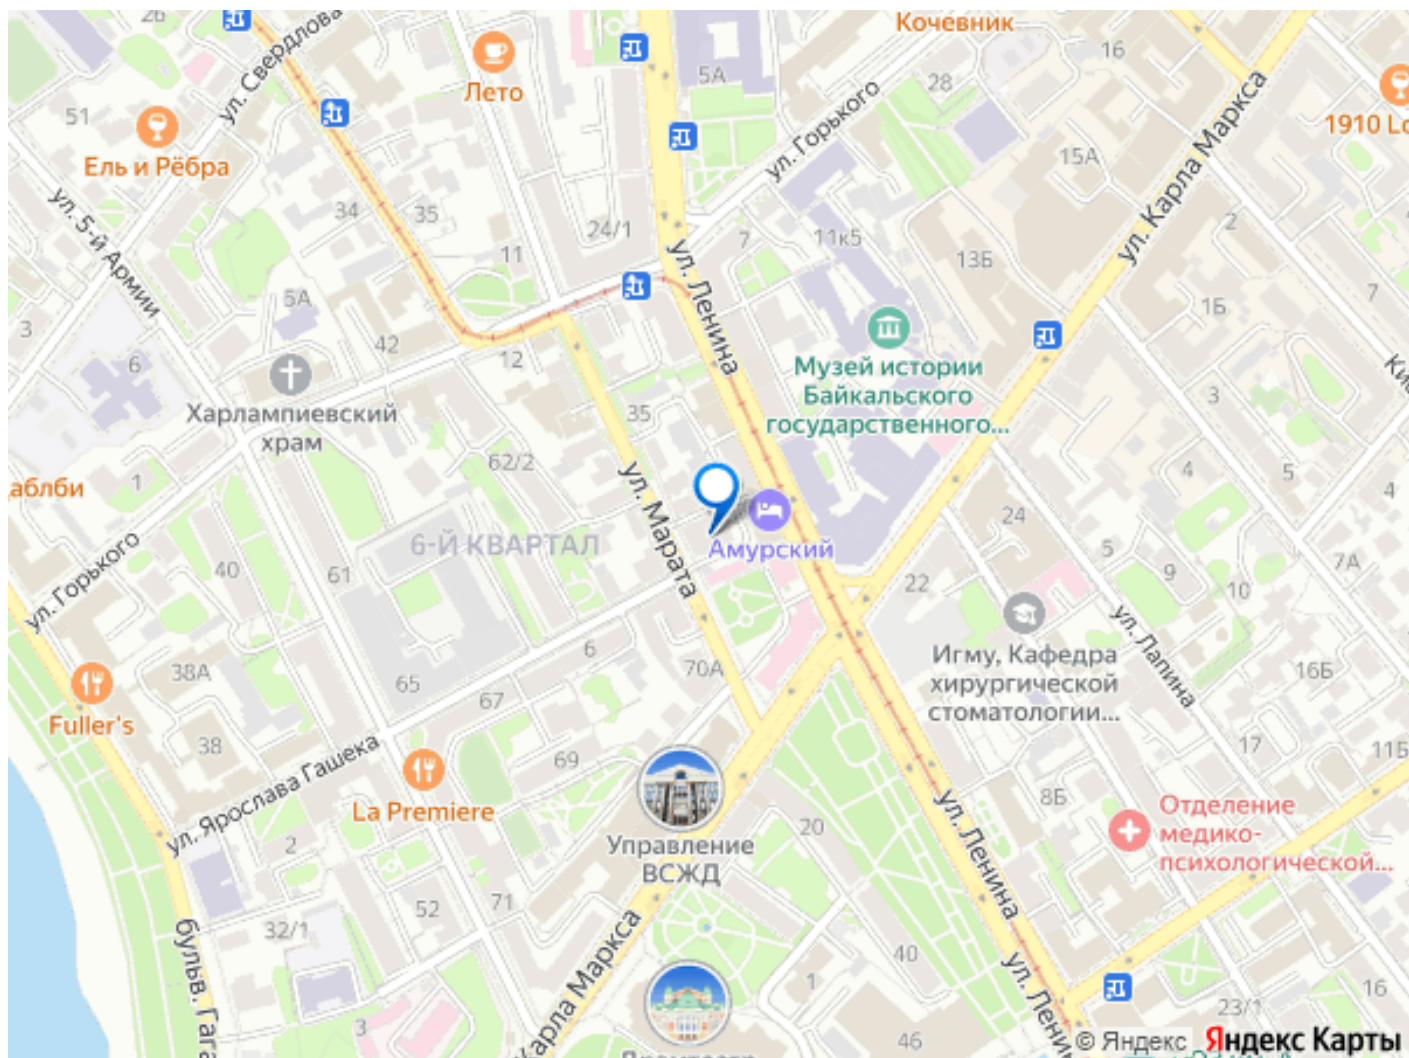 2Б
Кочевник
16
ул. Свердлова
5А
28
Лето
51
ул. Горького
1910 Lo
Ель и Рёбра
15А
ул. Карла Маркса
ул. 5-й Армии
34
35
24/1
2
11
7
11к5
13Б
ул. Ленина
5А
1Б
7
3
42
12
6
Музей истории
Байкальского
государственного...
Харлампиевский
храм
35
3
62/2
ул. Марата
4
5
4
аблби
1
24
6-Й КВАРТАЛ
Амурский
5
7А
ул. Горького
40
61
22
9
10
ул. Лапина
6
Игму, Кафедра
хирургической
стоматологии...
38А
65
70А
16Б
67
Fuller's
38
ул. Ярослава Гашека
69
17
11Б
La Premiere
ул. Ленина
8Б
Отделение
медико-
психологической...
2
20
Управление
ВСЖД
52
71
32/1
бульв. Гага
Карла Маркса
40
ул. Ленин
1
16
23/1
3
46
© Яндекс Яндекс Карты